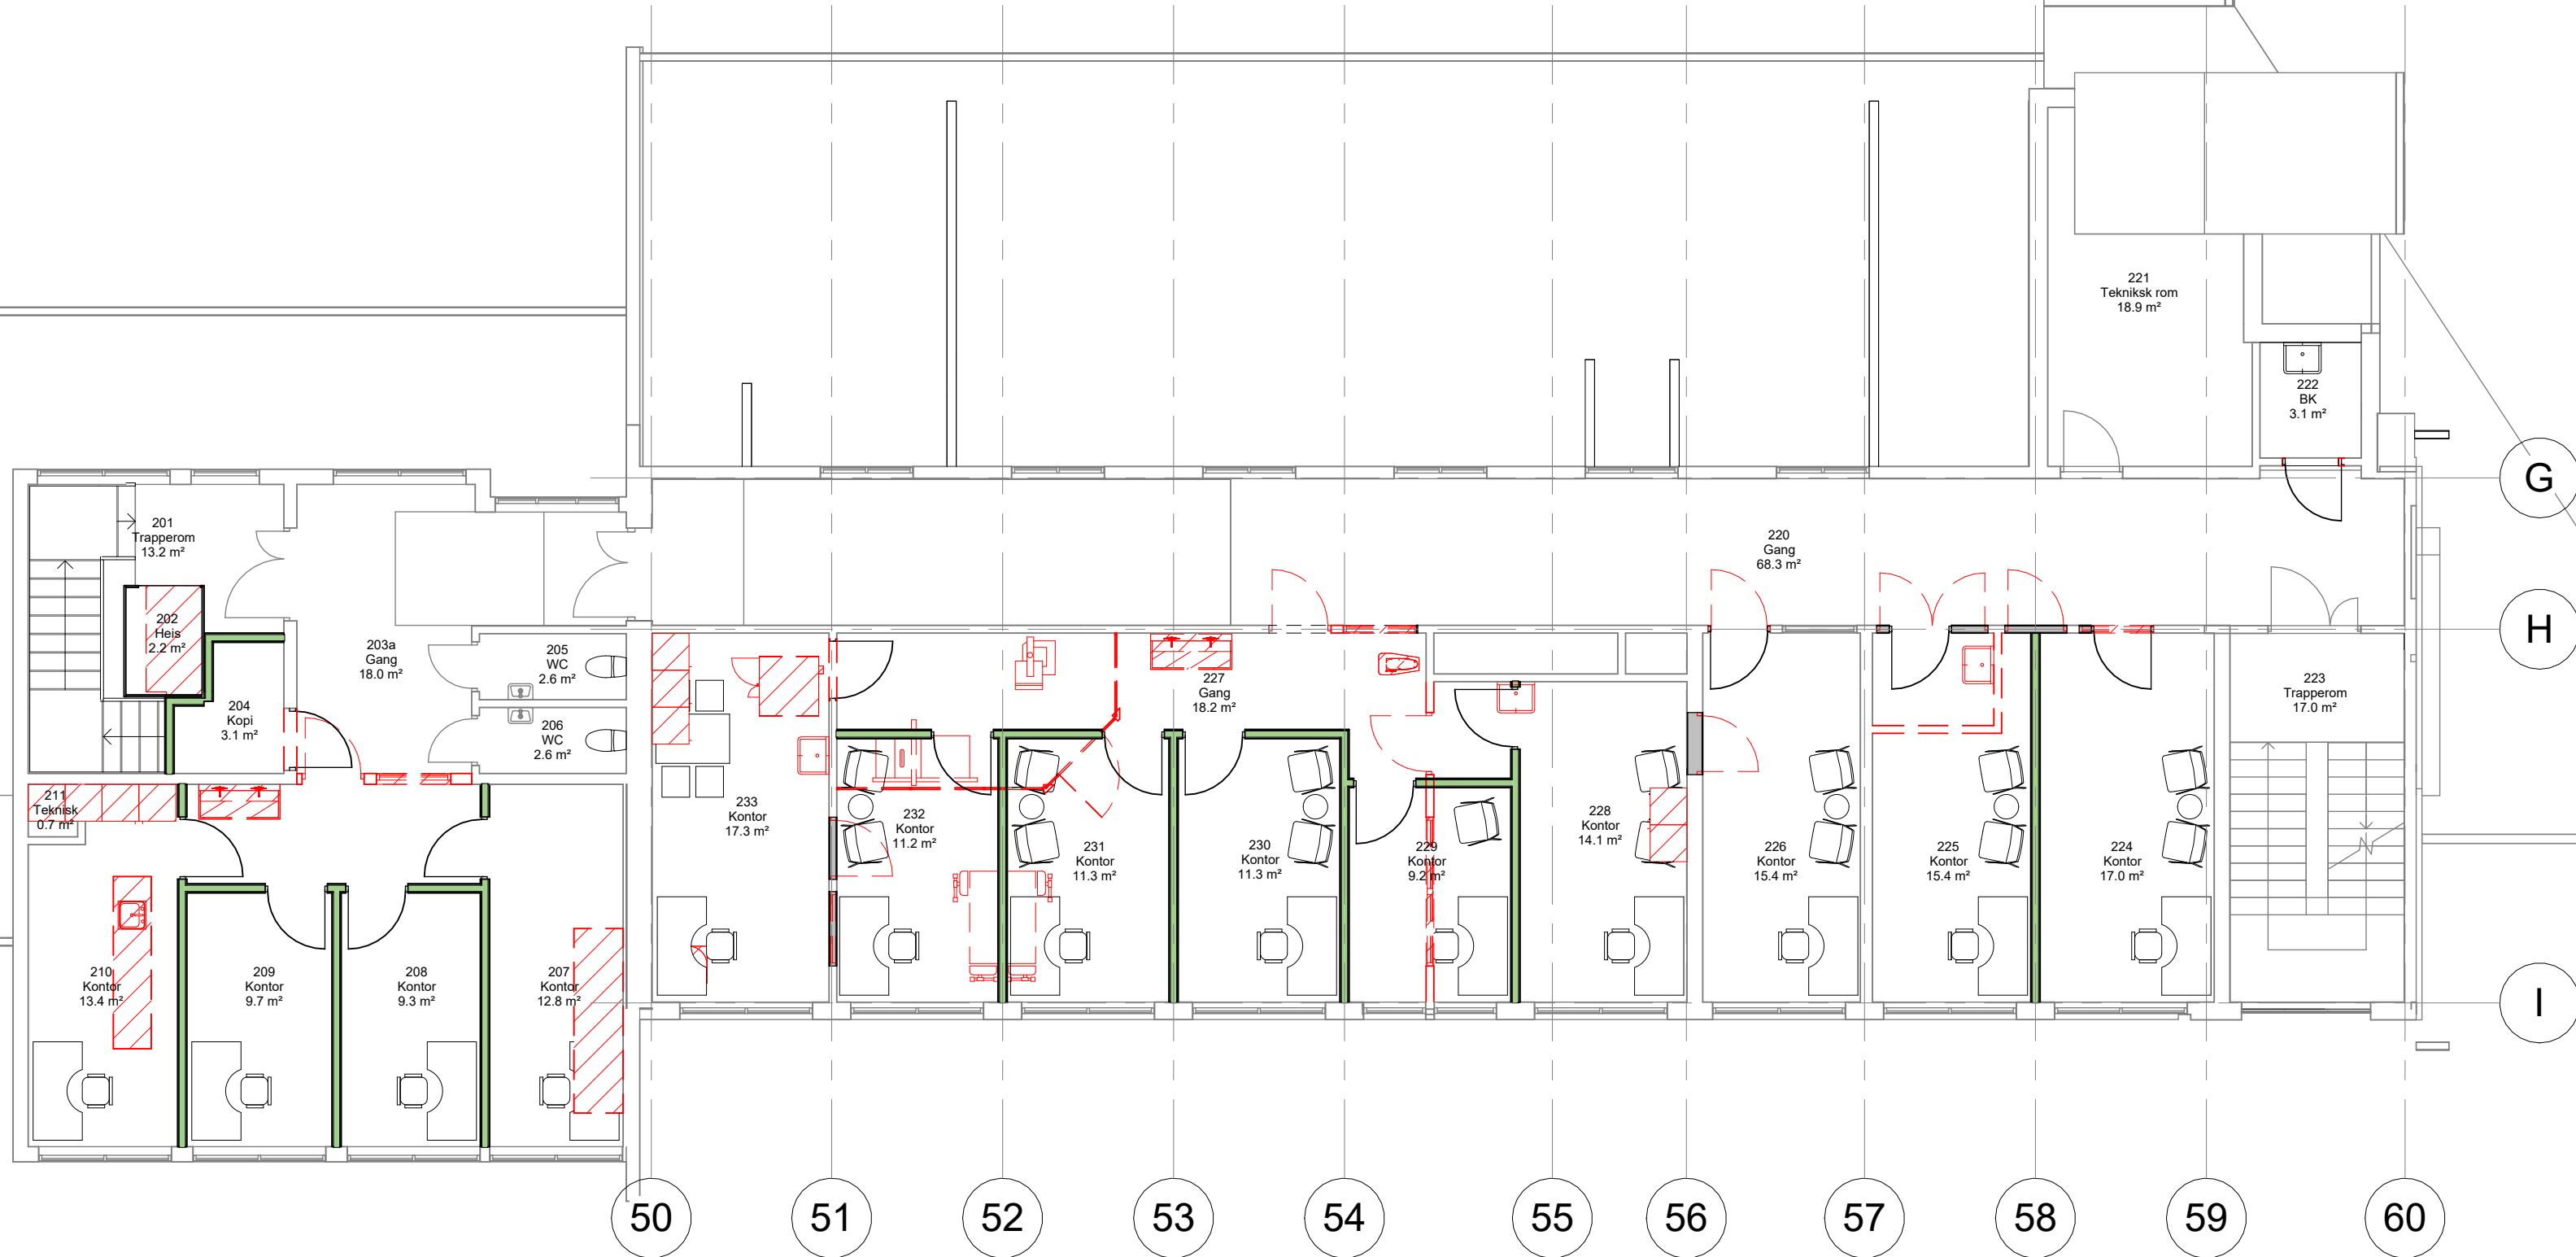 221
Tekniksk rom
18.9 m²
222
BK
3.1 m²
G
201
Trapperom
13.2 m²
220
Gang
68.3 m²
202
Heis
2.2 m²
H
203a
Gang
18.0 m²
205
WC
2.6 m²
227
Gang
18.2 m²
223
Trapperom
17.0 m²
204
Kopi
3.1 m²
206
WC
2.6 m²
211
Teknisk
0.7 m²
233
Kontor
17.3 m²
232
Kontor
11.2 m²
231
Kontor
11.3 m²
230
Kontor
11.3 m²
229
Kontor
9.2 m²
228
Kontor
14.1 m²
226
Kontor
15.4 m²
225
Kontor
15.4 m²
224
Kontor
17.0 m²
210
Kontor
13.4 m²
209
Kontor
9.7 m²
208
Kontor
9.3 m²
207
Kontor
12.8 m²
I
50
51
52
53
54
55
56
57
58
59
60